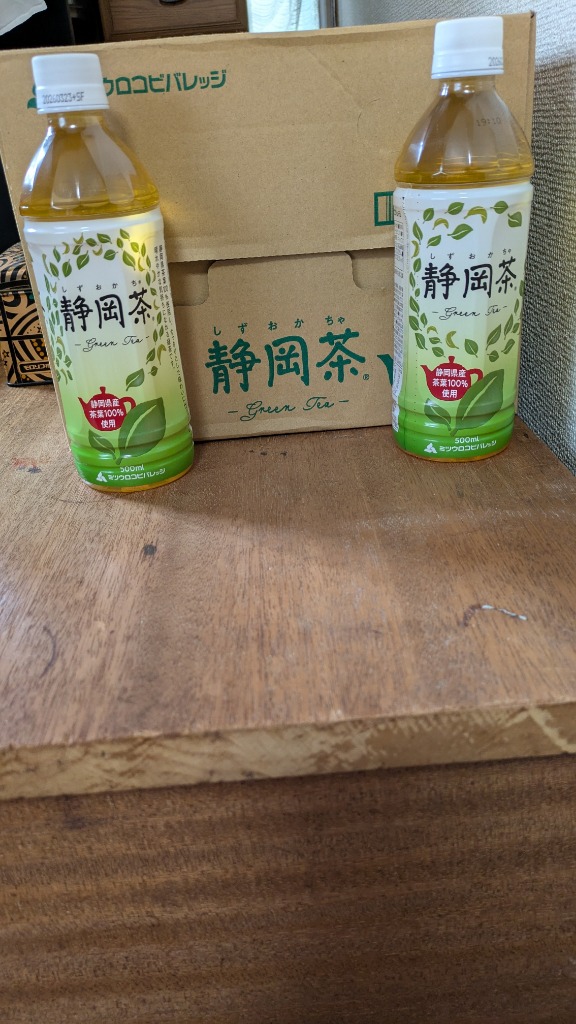 ウロコビバレッジ
しずおかちゃ
静岡茶®
- Green Tea -
しずおかちゃ
静岡茶
- Green Tea -
静岡県産
茶葉100%
使用
500ml
ミツウロコビバレッジ
しずおかちゃ
静岡茶
- Green Tea -
静岡県産
茶葉100%
使用
500ml
ミツウロコビバレッジ